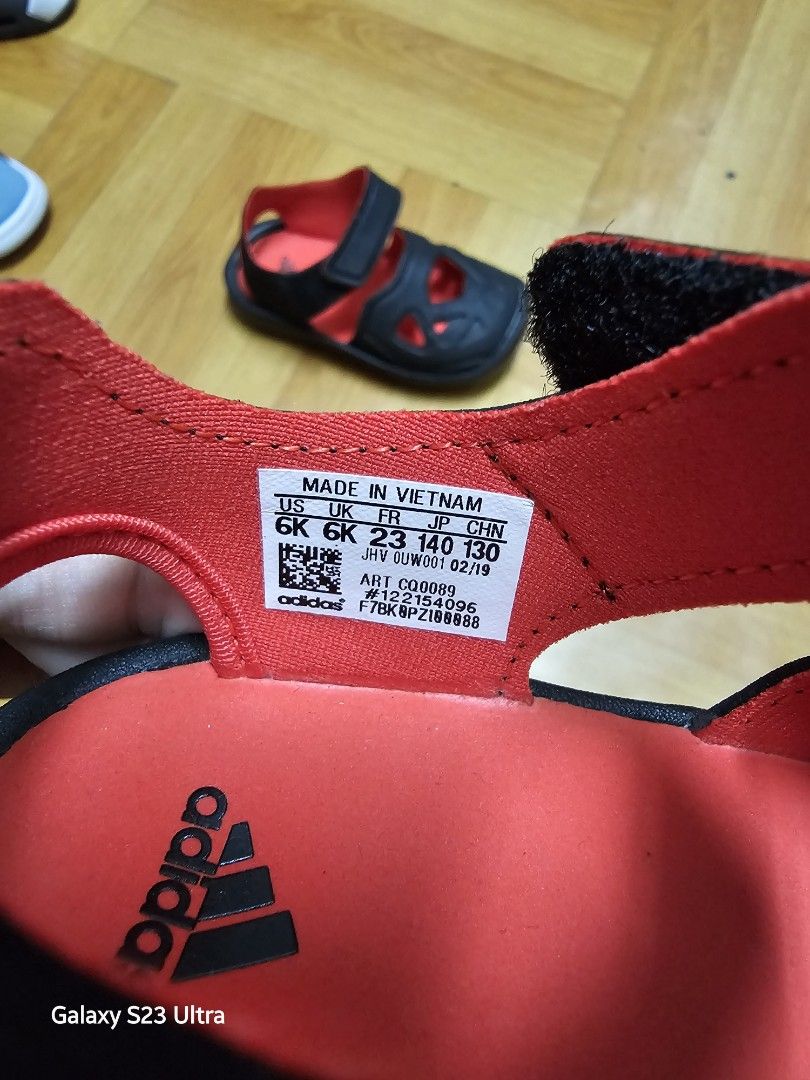 MADE IN VIETNAM
US UK FR JP CHN
6K 6K 23 140 130
JHV 0UW001 02/19
ART CQ0089
#122154096
adidas F7BK0PZ100088
adidas
Galaxy S23 Ultra